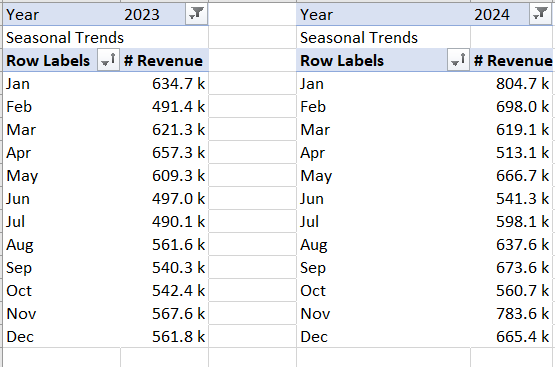 Year 2023 Year 2024
Seasonal Trends Seasonal Trends
Row Labels # Revenue Row Labels # Revenue
Jan 634.7 k Jan 804.7 k
Feb 491.4 k Feb 698.0 k
Mar 621.3 k Mar 619.1 k
Apr 657.3 k Apr 513.1 k
May 609.3 k May 666.7 k
Jun 497.0 k Jun 541.3 k
Jul 490.1 k Jul 598.1 k
Aug 561.6 k Aug 637.6 k
Sep 540.3 k Sep 673.6 k
Oct 542.4 k Oct 560.7 k
Nov 567.6 k Nov 783.6 k
Dec 561.8 k Dec 665.4 k